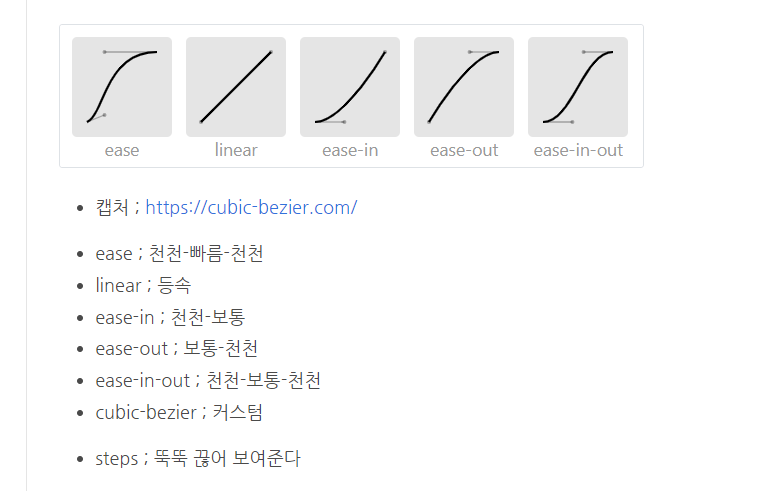 ease linear ease-in ease-out ease-in-out
캡처 ; https://cubic-bezier.com/
ease ; 천천-빠름-천천
linear ; 등속
ease-in ; 천천-보통
ease-out ; 보통-천천
ease-in-out ; 천천-보통-천천
cubic-bezier ; 커스텀
steps ; 뚝뚝 끊어 보여준다